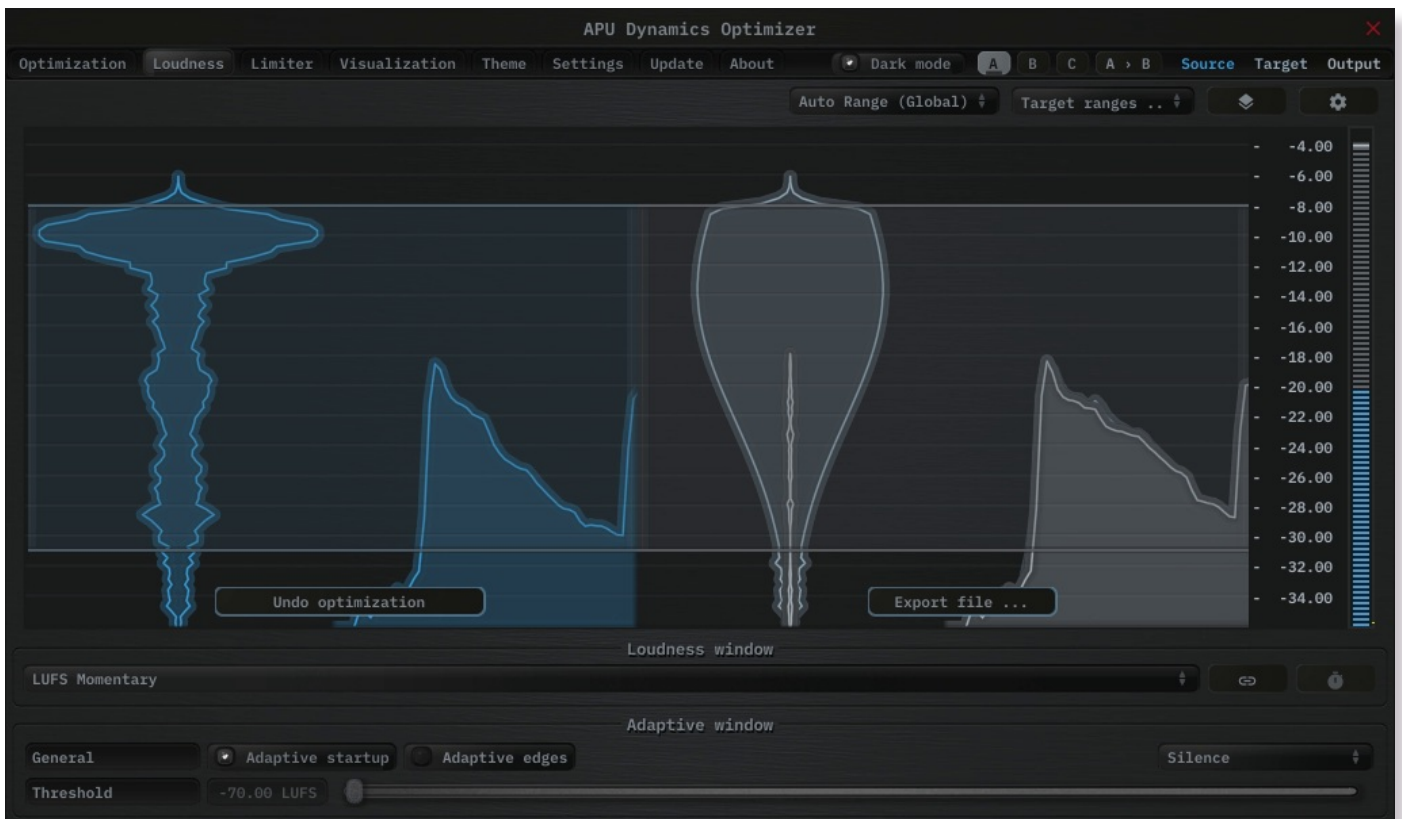 APU Dynamics Optimizer
Optimization Loudness Limiter Visualization Theme Settings Update About Dark mode A B C A › B Source Target Output
Auto Range (Global) Target ranges ..
- -4.00
- -6.00
- -8.00
- -10.00
- -12.00
- -14.00
- -16.00
- -18.00
- -20.00
- -22.00
- -24.00
- -26.00
- -28.00
- -30.00
- -32.00
- -34.00
Undo optimization Export file ...
Loudness window
LUFS Momentary
Adaptive window
General Adaptive startup Adaptive edges Silence
Threshold -70.00 LUFS